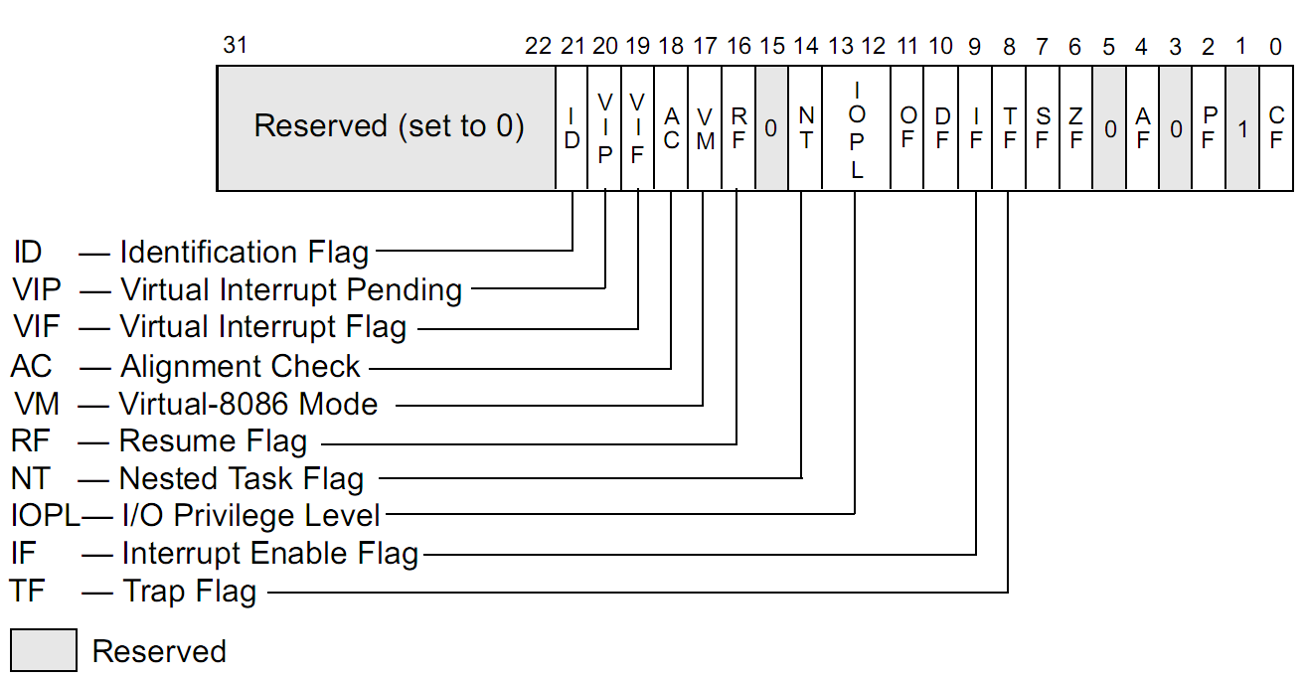 31 22 21 20 19 18 17 16 15 14 13 12 11 10 9 8 7 6 5 4 3 2 1 0
Reserved (set to 0) ID VIP VIF AC VM RF 0 NT IOPL OF DF IF TF SF ZF 0 AF 0 PF 1 CF
ID — Identification Flag
VIP — Virtual Interrupt Pending
VIF — Virtual Interrupt Flag
AC — Alignment Check
VM — Virtual-8086 Mode
RF — Resume Flag
NT — Nested Task Flag
IOPL— I/O Privilege Level
IF — Interrupt Enable Flag
TF — Trap Flag
Reserved